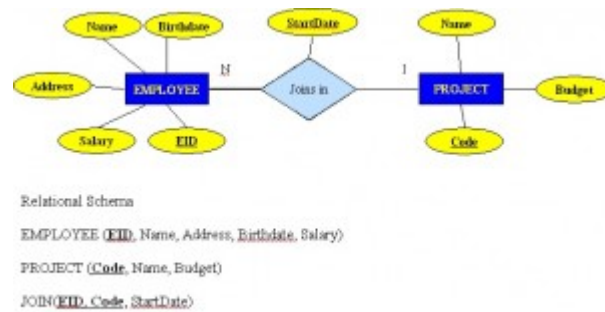 Name Birthdate StartDate Name
N 1
Address EMPLOYEE Joins in PROJECT Budget
Salary EID Code
Relational Schema
EMPLOYEE (EID, Name, Address, Birthdate, Salary)
PROJECT (Code, Name, Budget)
JOIN(EID, Code, StartDate)